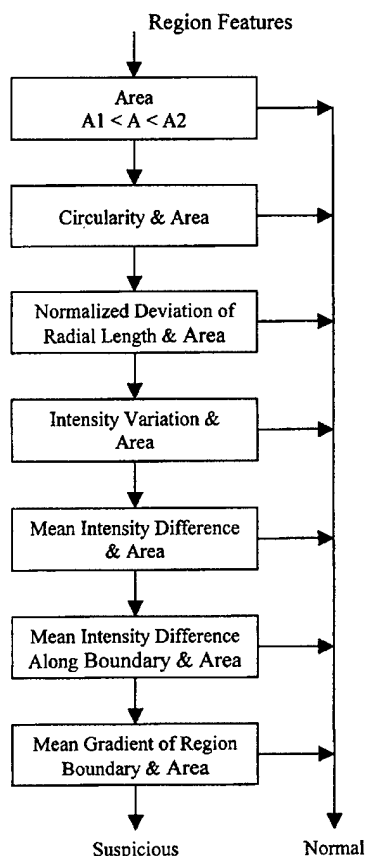 Region Features
Area
A1 < A < A2
Circularity & Area
Normalized Deviation of
Radial Length & Area
Intensity Variation &
Area
Mean Intensity Difference
& Area
Mean Intensity Difference
Along Boundary & Area
Mean Gradient of Region
Boundary & Area
Suspicious
Normal